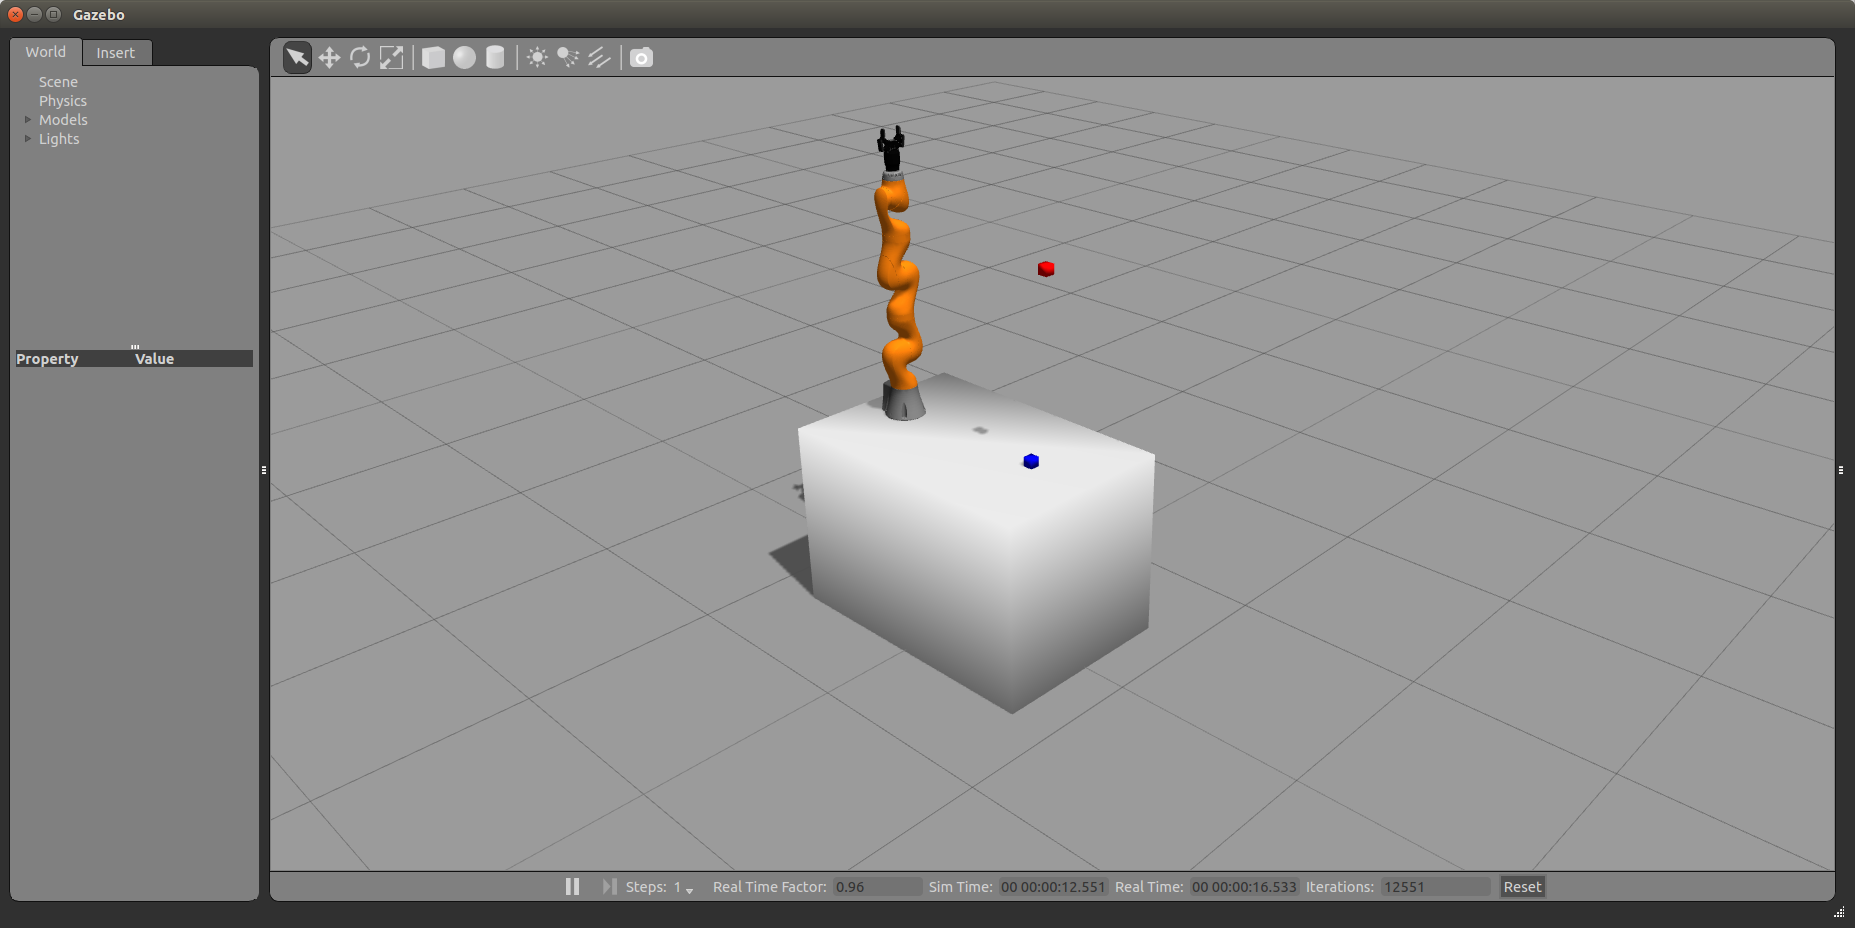 Gazebo
World Insert
Scene
Physics
Models
Lights
Property Value
Steps: 1 Real Time Factor: 0.96 Sim Time: 00 00:00:12.551 Real Time: 00 00:00:16.533 Iterations: 12551 Reset